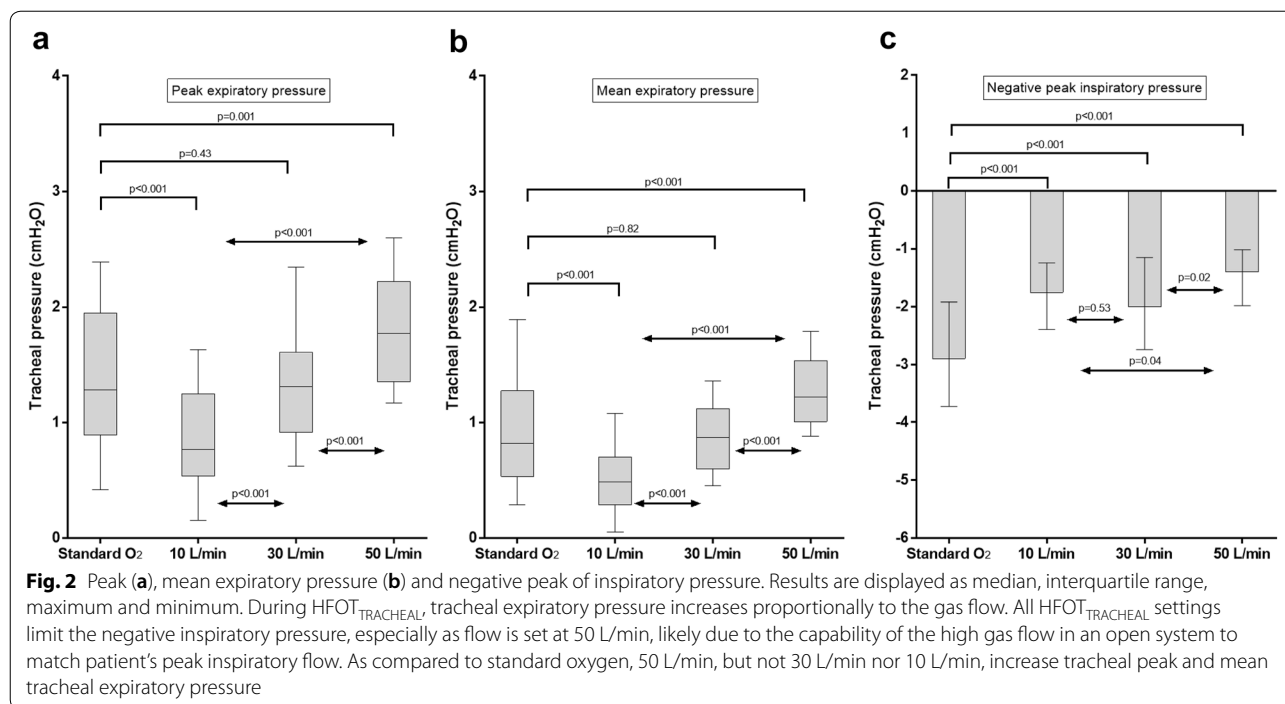 a
Peak expiratory pressure
4
3
2
1
0
Tracheal pressure (cmH2O)
p=0.001
p=0.43
p<0.001
p<0.001
p<0.001
p<0.001
Standard O2 10 L/min 30 L/min 50 L/min
b
Mean expiratory pressure
4
3
2
1
0
Tracheal pressure (cmH2O)
p<0.001
p=0.82
p<0.001
p<0.001
p<0.001
p<0.001
Standard O2 10 L/min 30 L/min 50 L/min
c
Negative peak inspiratory pressure
2
1
0
-1
-2
-3
-4
-5
-6
Tracheal pressure (cmH2O)
p<0.001
p<0.001
p<0.001
p=0.02
p=0.53
p=0.04
Standard O2 10 L/min 30 L/min 50 L/min
Fig. 2 Peak (a), mean expiratory pressure (b) and negative peak of inspiratory pressure. Results are displayed as median, interquartile range,
maximum and minimum. During HFOTTRACHEAL, tracheal expiratory pressure increases proportionally to the gas flow. All HFOTTRACHEAL settings
limit the negative inspiratory pressure, especially as flow is set at 50 L/min, likely due to the capability of the high gas flow in an open system to
match patient's peak inspiratory flow. As compared to standard oxygen, 50 L/min, but not 30 L/min nor 10 L/min, increase tracheal peak and mean
tracheal expiratory pressure